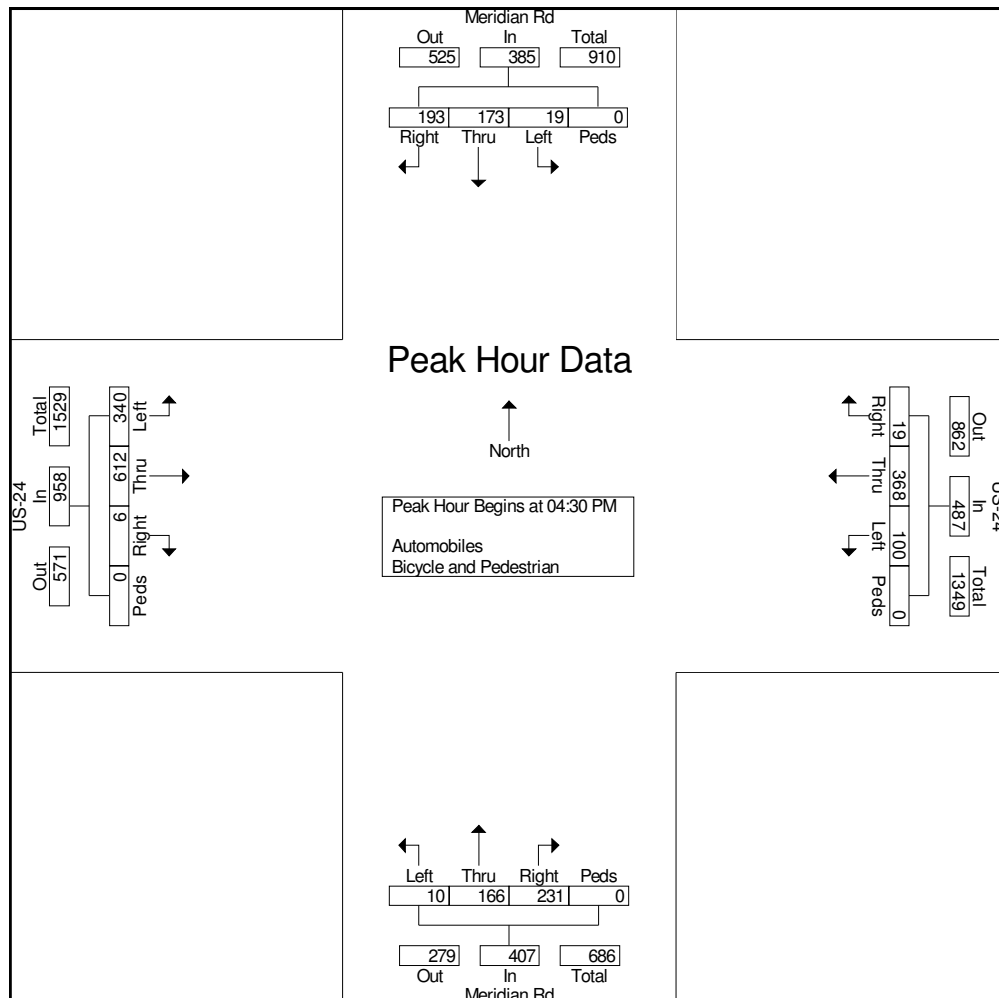 Meridian Rd
Out In Total
525 385 910
193 173 19 0
Right Thru Left Peds
Peak Hour Data
North
Peak Hour Begins at 04:30 PM
Automobiles
Bicycle and Pedestrian
US-24
Total In Out
1529 958 571
340 612 6 0
Left Thru Right Peds
Right Thru Left Peds
19 368 100 0
862 487 1349
Out In Total
US-24
Left Thru Right Peds
10 166 231 0
279 407 686
Out In Total
Meridian Rd